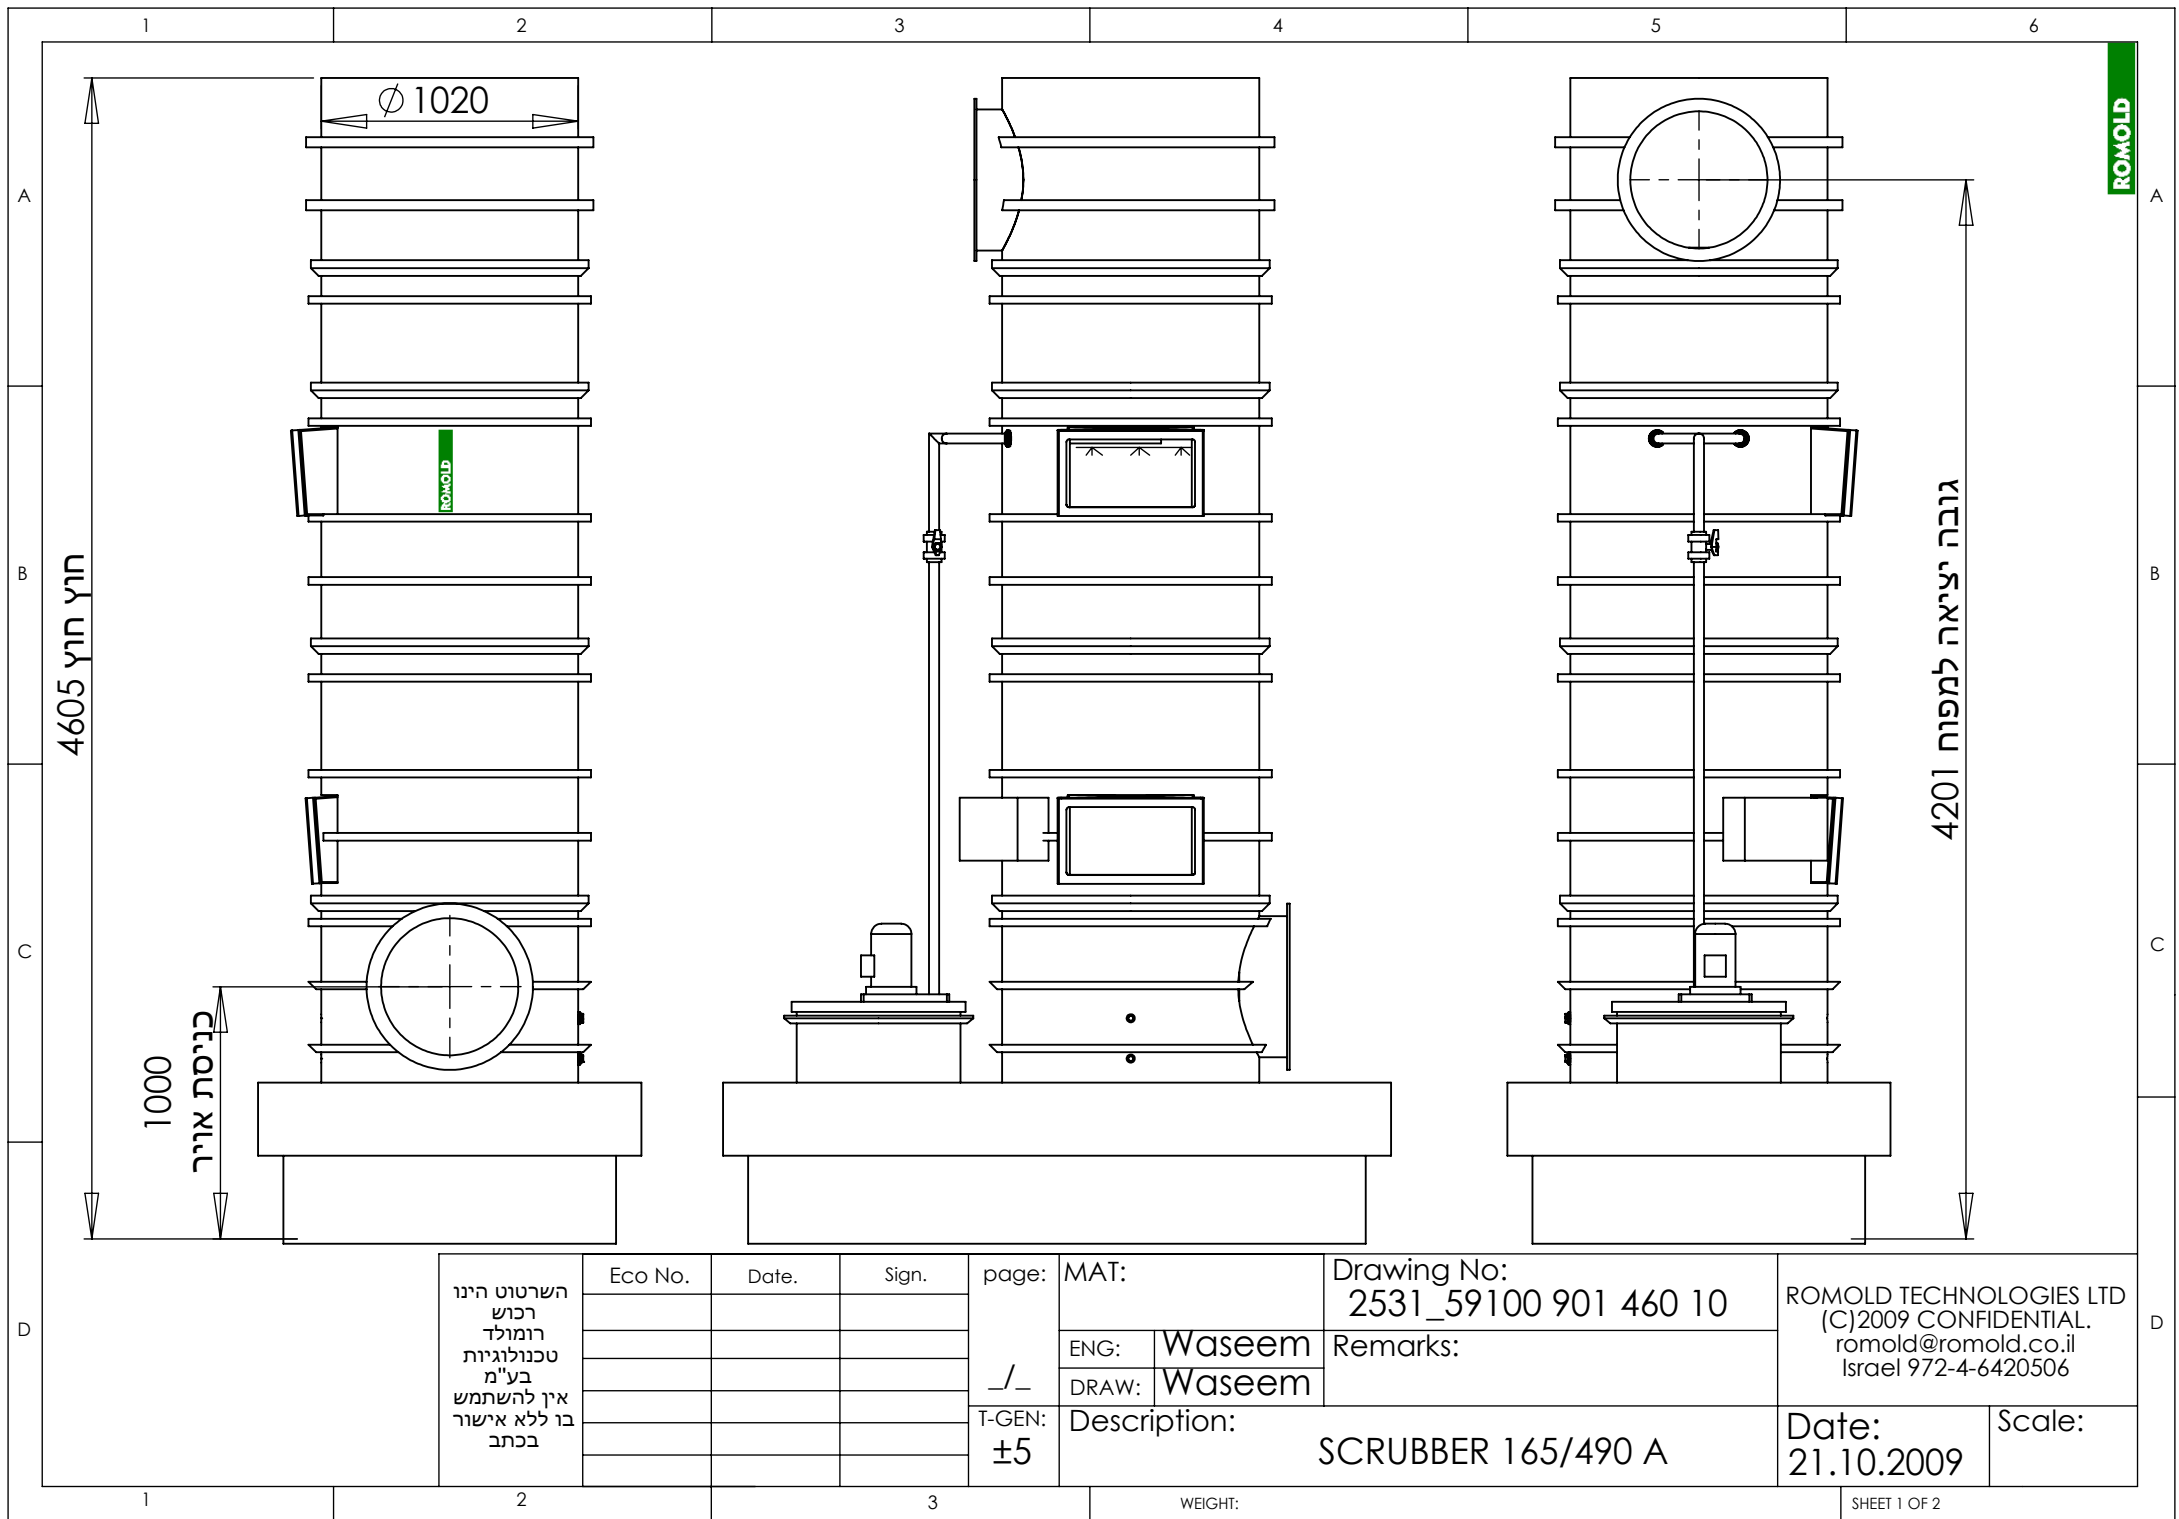 1 2 3 4 5 6
A
B
C
D
A
B
C
D
ROMOLD
4605 חוץ חוץ
⌀ 1020
ROMOLD
1000
כניסת אויר
4201 גובה יציאה למפוח
השרטוט הינו
רכוש
רומולד
טכנולוגיות
בע"מ
אין להשתמש
בו ללא אישור
בכתב
Eco No. Date. Sign.
page:
_/_
T-GEN:
±5
MAT:
ENG: Waseem
DRAW: Waseem
Drawing No:
2531_59100 901 460 10
Remarks:
Description:
SCRUBBER 165/490 A
ROMOLD TECHNOLOGIES LTD
(C)2009 CONFIDENTIAL.
romold@romold.co.il
Israel 972-4-6420506
Date:
21.10.2009
Scale:
1 2 3
WEIGHT:
SHEET 1 OF 2